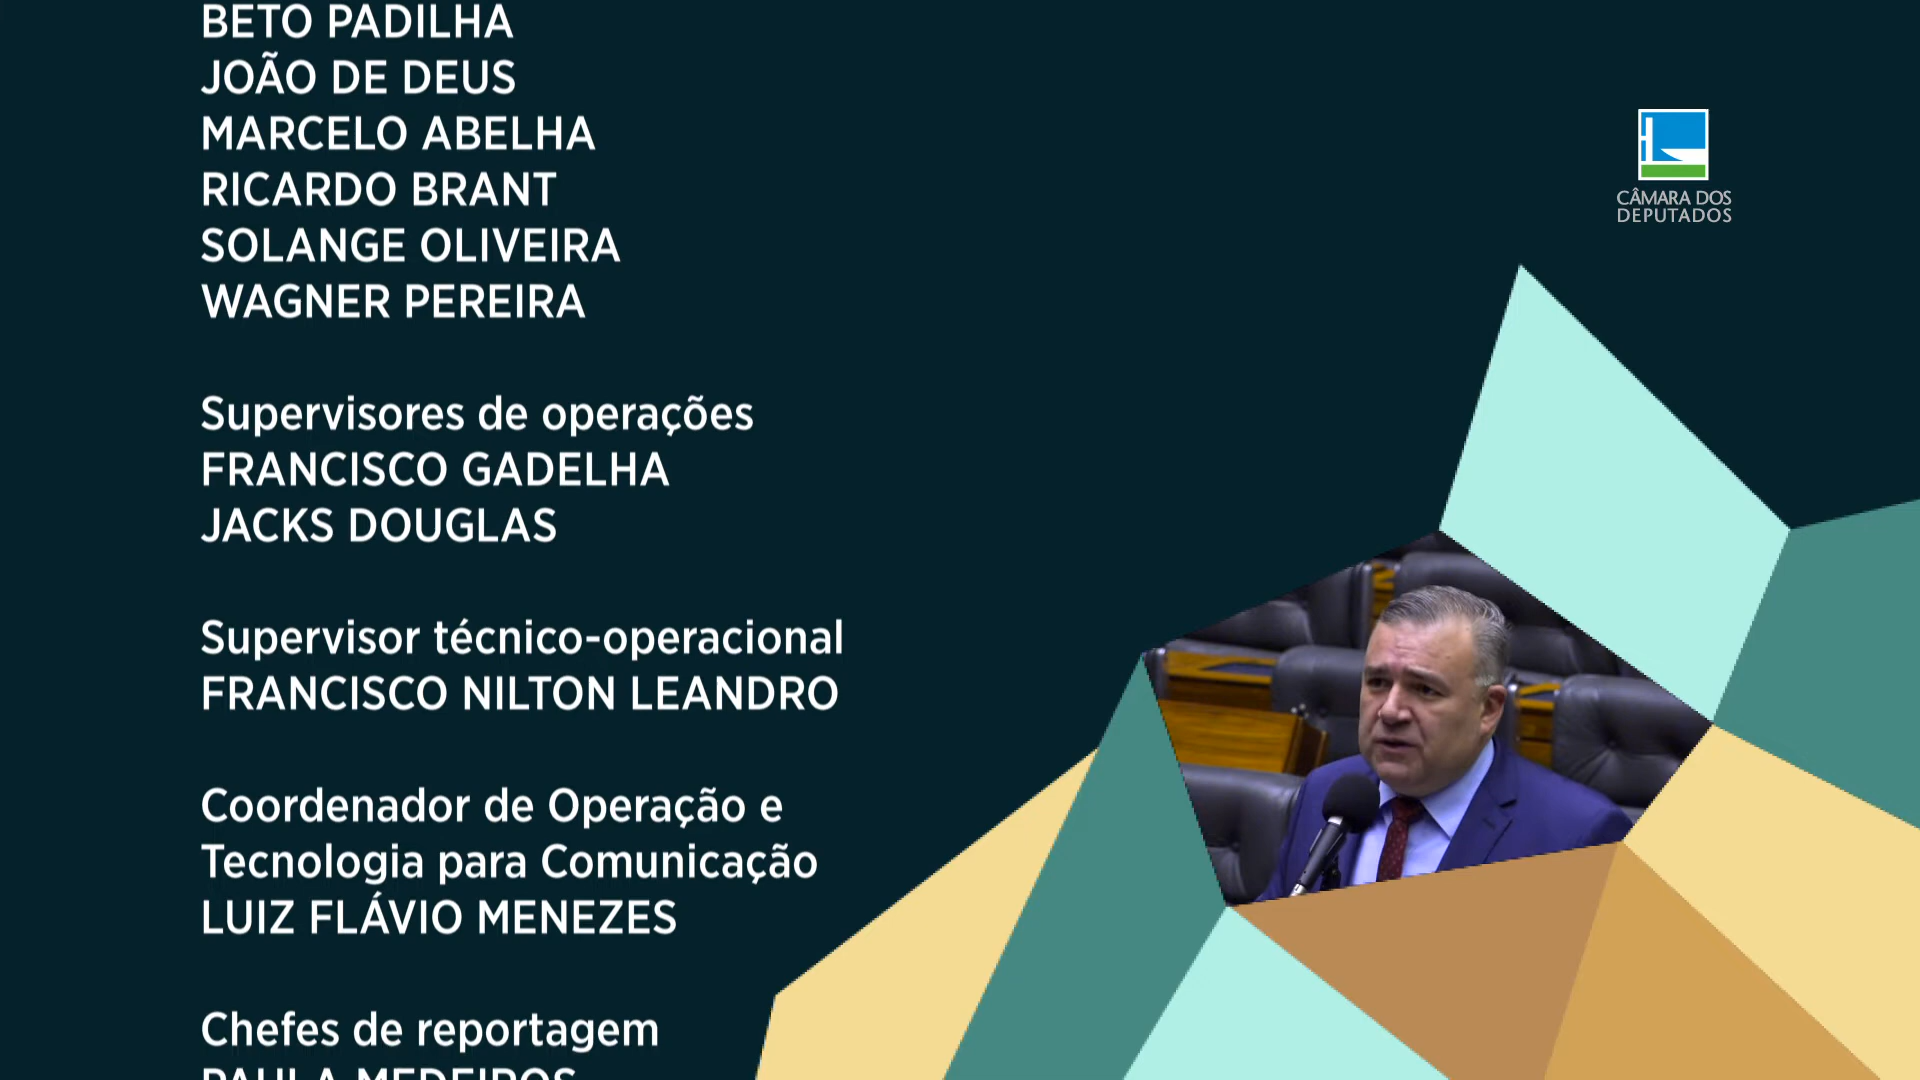 BETO PADILHA
JOÃO DE DEUS
MARCELO ABELHA
RICARDO BRANT
SOLANGE OLIVEIRA
WAGNER PEREIRA
Supervisores de operações
FRANCISCO GADELHA
JACKS DOUGLAS
Supervisor técnico-operacional
FRANCISCO NILTON LEANDRO
Coordenador de Operação e
Tecnologia para Comunicação
LUIZ FLÁVIO MENEZES
Chefes de reportagem
PAULA MEDEIROS
CÂMARA DOS
DEPUTADOS